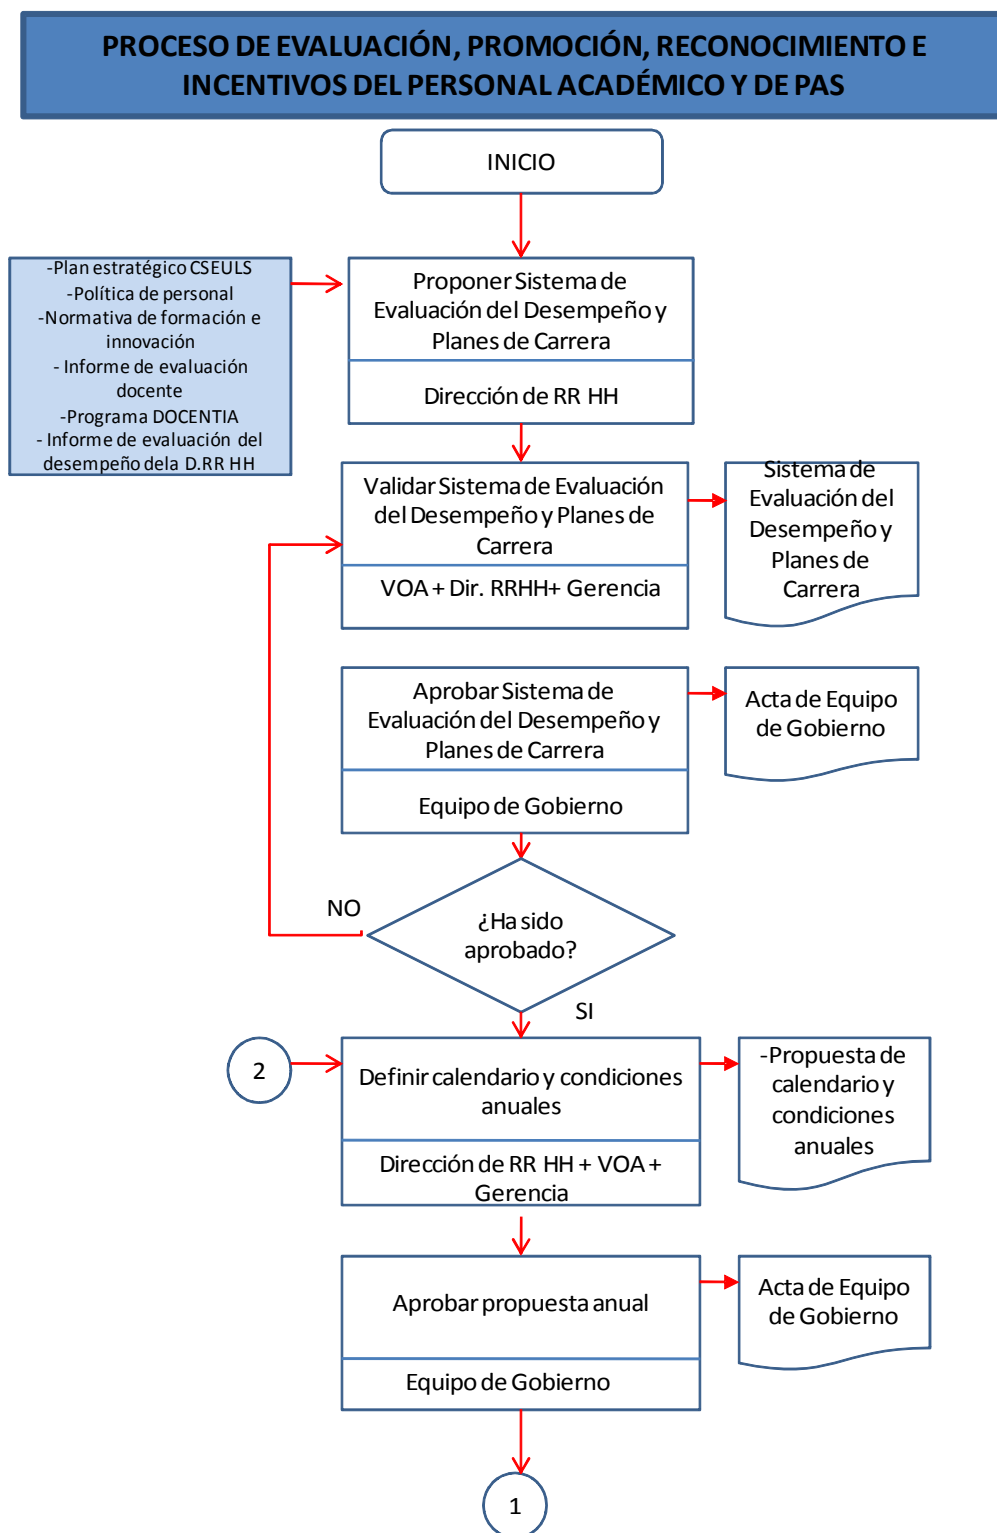 PROCESO DE EVALUACIÓN, PROMOCIÓN, RECONOCIMIENTO E
INCENTIVOS DEL PERSONAL ACADÉMICO Y DE PAS
INICIO
-Plan estratégico CSEULS
-Política de personal
-Normativa de formación e
innovación
- Informe de evaluación
docente
-Programa DOCENTIA
- Informe de evaluación del
desempeño dela D.RR HH
Proponer Sistema de
Evaluación del Desempeño y
Planes de Carrera
Dirección de RR HH
Validar Sistema de Evaluación
del Desempeño y Planes de
Carrera
VOA + Dir. RRHH+ Gerencia
Sistema de
Evaluación del
Desempeño y
Planes de
Carrera
Aprobar Sistema de
Evaluación del Desempeño y
Planes de Carrera
Equipo de Gobierno
Acta de Equipo
de Gobierno
NO
¿Ha sido
aprobado?
SI
2
Definir calendario y condiciones
anuales
Dirección de RR HH + VOA +
Gerencia
-Propuesta de
calendario y
condiciones
anuales
Aprobar propuesta anual
Equipo de Gobierno
Acta de Equipo
de Gobierno
1